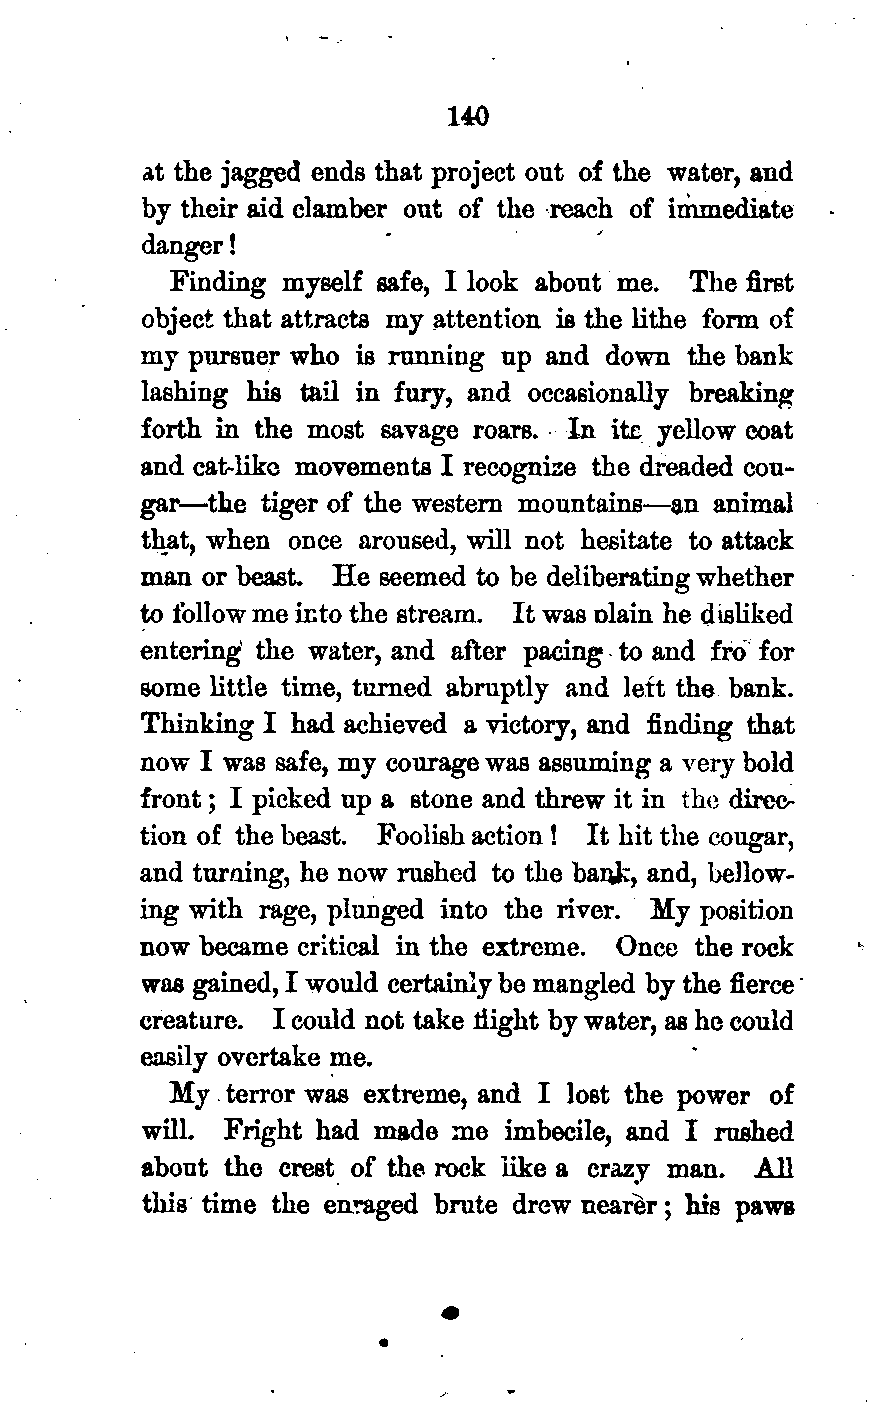 140
at the jagged ends that project out of the water, and
by their aid clamber out of the reach of immediate
danger!
Finding myself safe, I look about me. The first
object that attracts my attention is the lithe form of
my pursuer who is running up and down the bank
lashing his tail in fury, and occasionally breaking
forth in the most savage roars. In its yellow coat
and cat-like movements I recognize the dreaded cou-
gar—the tiger of the western mountains—an animal
that, when once aroused, will not hesitate to attack
man or beast. He seemed to be deliberating whether
to follow me into the stream. It was plain he disliked
entering the water, and after pacing to and fro for
some little time, turned abruptly and left the bank.
Thinking I had achieved a victory, and finding that
now I was safe, my courage was assuming a very bold
front; I picked up a stone and threw it in the direc-
tion of the beast. Foolish action! It hit the cougar,
and turning, he now rushed to the bank, and, bellow-
ing with rage, plunged into the river. My position
now became critical in the extreme. Once the rock
was gained, I would certainly be mangled by the fierce
creature. I could not take flight by water, as he could
easily overtake me.
My terror was extreme, and I lost the power of
will. Fright had made me imbecile, and I rushed
about the crest of the rock like a crazy man. All
this time the enraged brute drew nearer; his paws